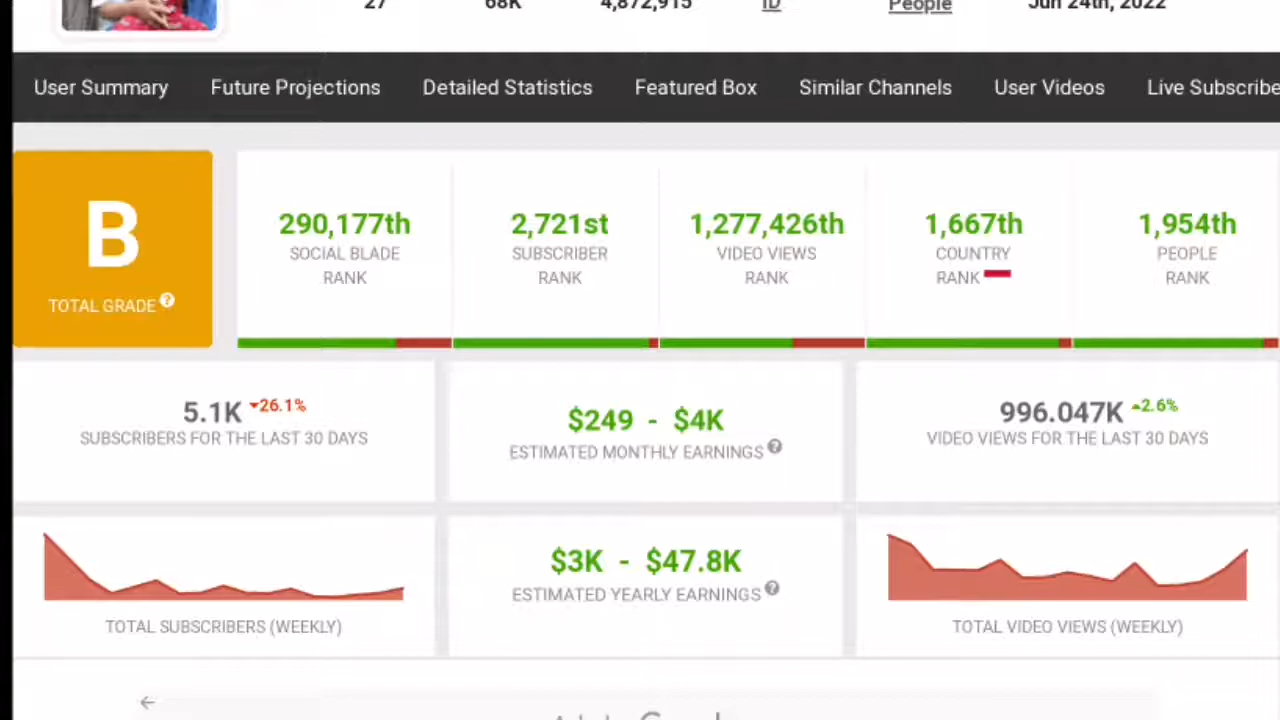 27 68K 4,872,915 ID People Jun 24th, 2022
User Summary Future Projections Detailed Statistics Featured Box Similar Channels User Videos Live Subscribe
B
TOTAL GRADE ?
290,177th 2,721st 1,277,426th 1,667th 1,954th
SOCIAL BLADE SUBSCRIBER VIDEO VIEWS COUNTRY PEOPLE
RANK RANK RANK RANK RANK
5.1K 26.1%
SUBSCRIBERS FOR THE LAST 30 DAYS
$249 - $4K
ESTIMATED MONTHLY EARNINGS ?
996.047K 2.6%
VIDEO VIEWS FOR THE LAST 30 DAYS
TOTAL SUBSCRIBERS (WEEKLY)
$3K - $47.8K
ESTIMATED YEARLY EARNINGS ?
TOTAL VIDEO VIEWS (WEEKLY)